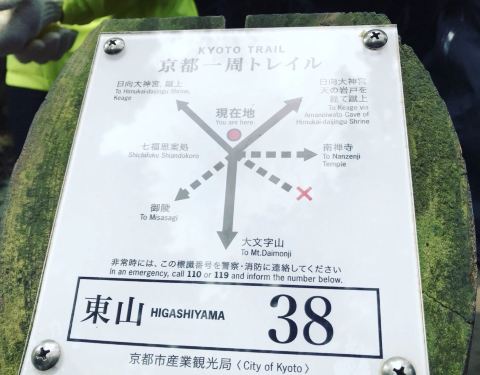 KYOTO TRAIL
京都一周トレイル
日向大神宮、蹴上
To Himukai-daijingu Shrine,
Keage
日向大神宮
天の岩戸を
経て蹴上
To Keage via
Amanoiwato Cave of
Himukai-daijingu Shrine
現在地
You are here.
七福思案処
Shichifuku Shiandokoro
南禅寺
To Nanzenji
Temple
御陵
To Misasagi
大文字山
To Mt.Daimonji
非常時には、この標識番号を警察・消防に連絡してください
In an emergency, call 110 or 119 and inform the number below.
東山 HIGASHIYAMA 38
京都市産業観光局〈City of Kyoto〉